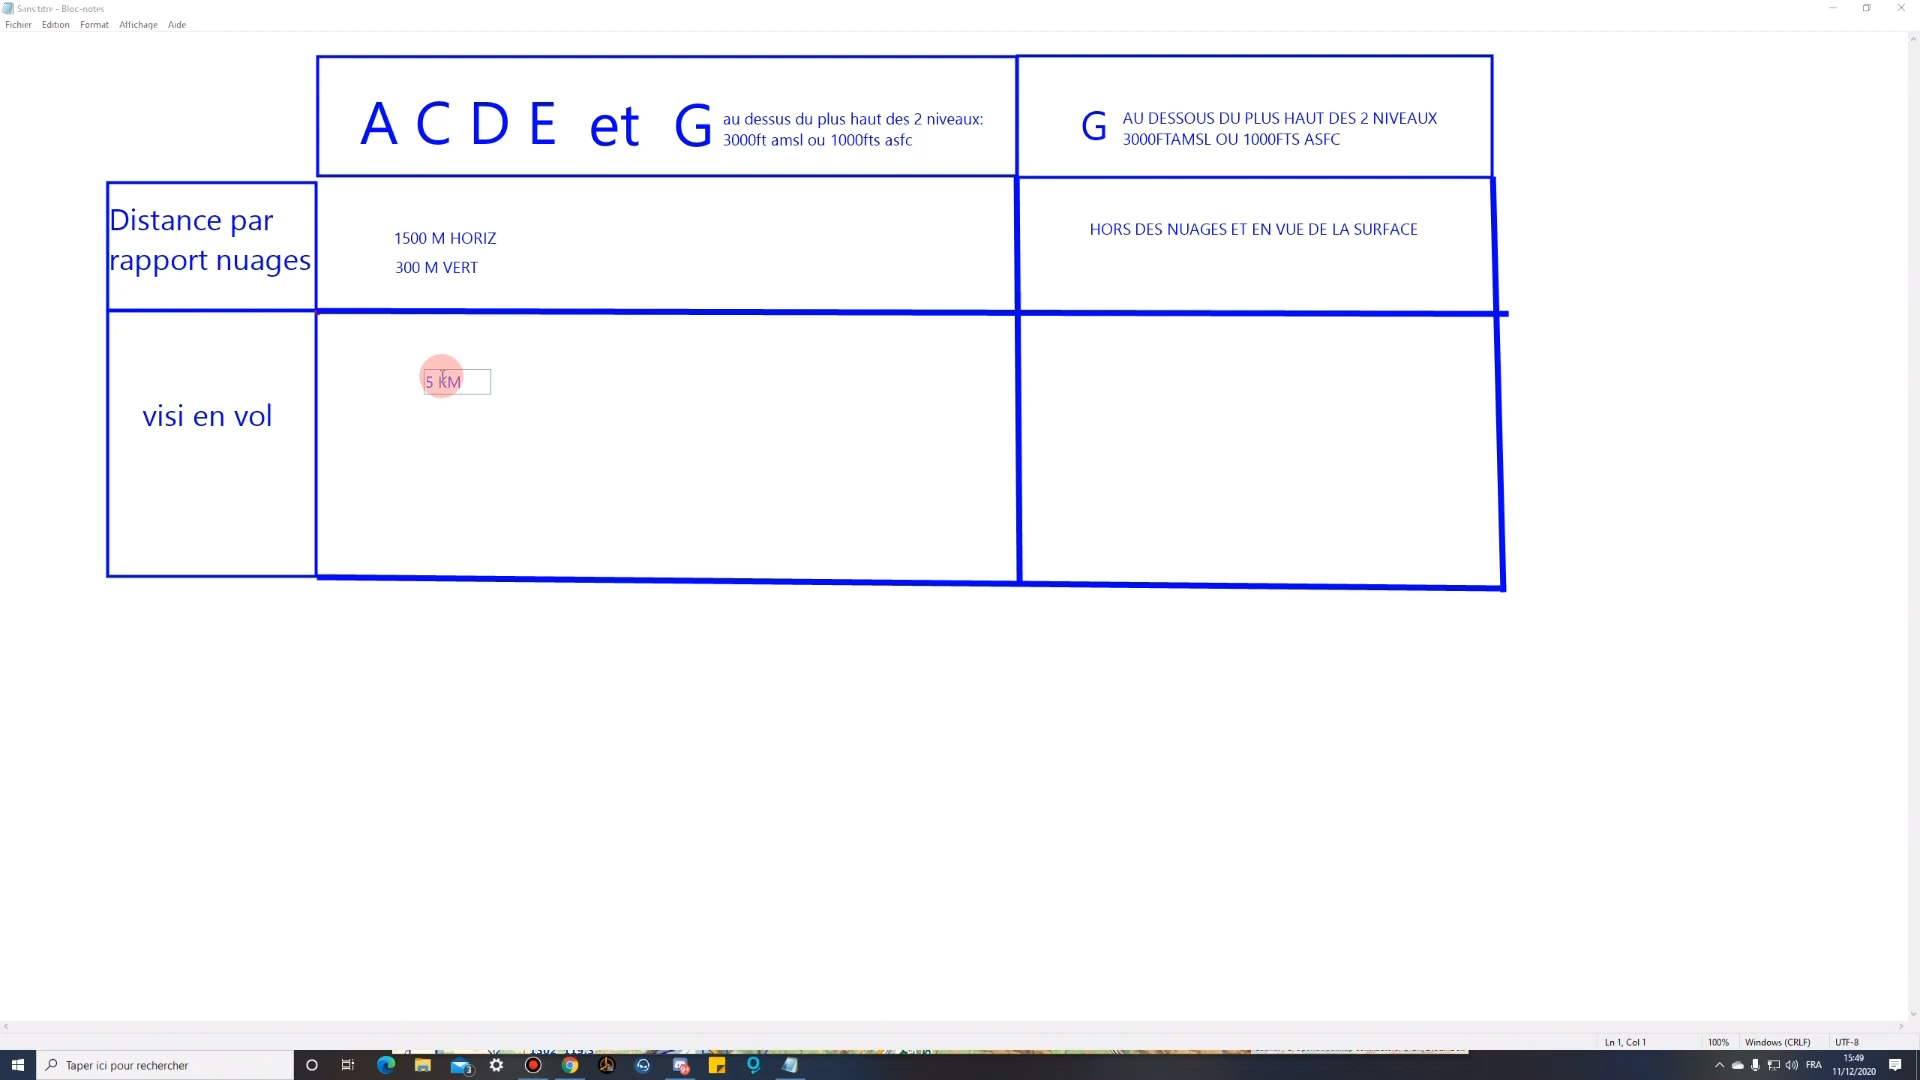 Sans titre - Bloc-notes
Fichier Edition Format Affichage Aide
A C D E et G
au dessus du plus haut des 2 niveaux:
3000ft amsl ou 1000fts asfc
G
AU DESSOUS DU PLUS HAUT DES 2 NIVEAUX
3000FTAMSL OU 1000FTS ASFC
Distance par
rapport nuages
1500 M HORIZ
300 M VERT
HORS DES NUAGES ET EN VUE DE LA SURFACE
visi en vol
5 KM
Ln 1, Col 1
100%
Windows (CRLF)
UTF-8
Taper ici pour rechercher
3
FRA
15:49
11/12/2020